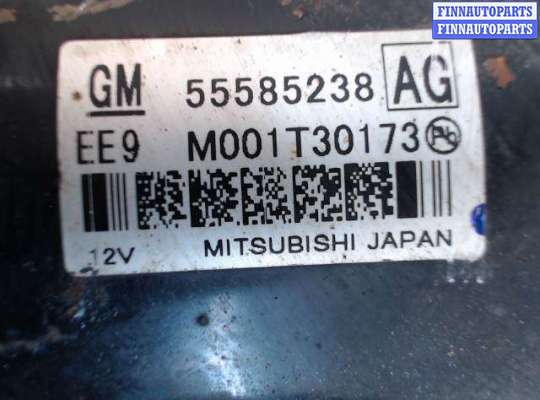 FINNAUTOPARTS
FINNAUTOPARTS
GM 55585238 AG
EE9 M001T30173 Pb
12V MITSUBISHI JAPAN